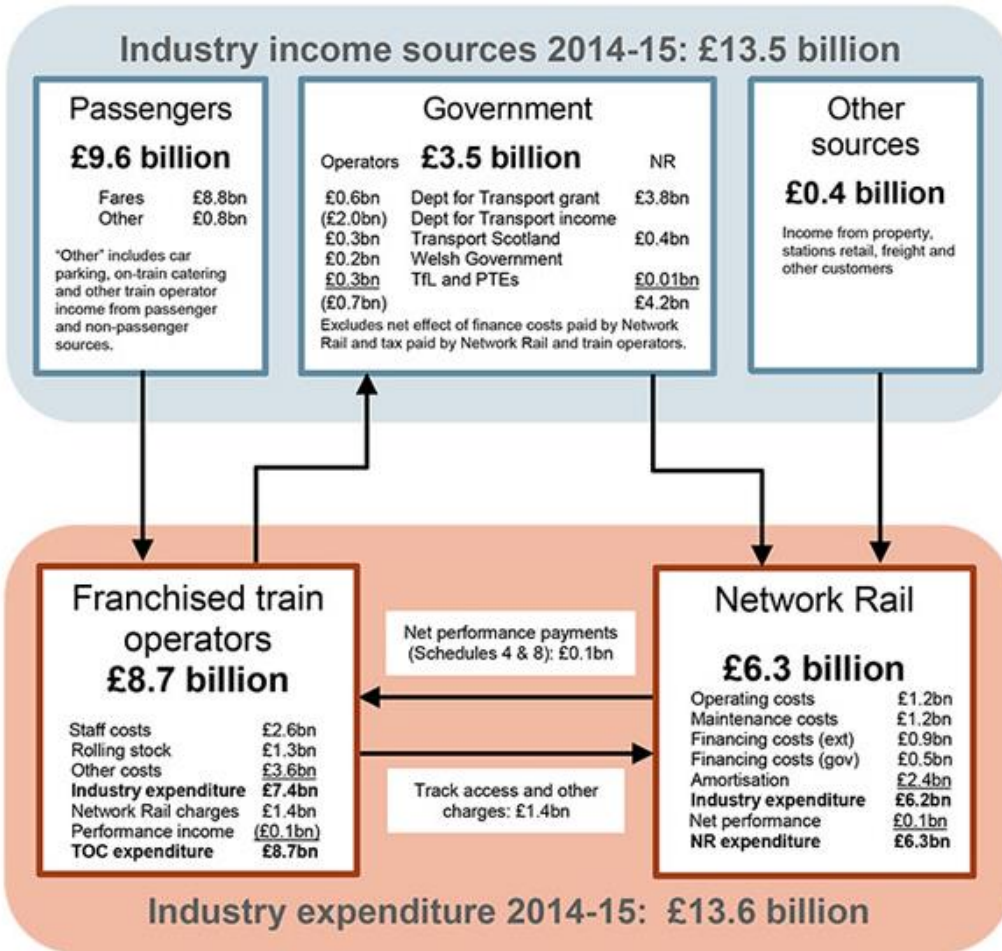 Industry income sources 2014-15: £13.5 billion
Passengers
£9.6 billion
Fares £8.8bn
Other £0.8bn
"Other" includes car
parking, on-train catering
and other train operator
income from passenger
and non-passenger
sources.
Government
Operators £3.5 billion NR
£0.6bn Dept for Transport grant £3.8bn
(£2.0bn) Dept for Transport income
£0.3bn Transport Scotland £0.4bn
£0.2bn Welsh Government
£0.3bn TfL and PTEs £0.01bn
(£0.7bn) £4.2bn
Excludes net effect of finance costs paid by Network
Rail and tax paid by Network Rail and train operators.
Other
sources
£0.4 billion
Income from property,
stations retail, freight and
other customers
Franchised train
operators
£8.7 billion
Staff costs £2.6bn
Rolling stock £1.3bn
Other costs £3.6bn
Industry expenditure £7.4bn
Network Rail charges £1.4bn
Performance income (£0.1bn)
TOC expenditure £8.7bn
Net performance payments
(Schedules 4 & 8): £0.1bn
Track access and other
charges: £1.4bn
Network Rail
£6.3 billion
Operating costs £1.2bn
Maintenance costs £1.2bn
Financing costs (ext) £0.9bn
Financing costs (gov) £0.5bn
Amortisation £2.4bn
Industry expenditure £6.2bn
Net performance £0.1bn
NR expenditure £6.3bn
Industry expenditure 2014-15: £13.6 billion